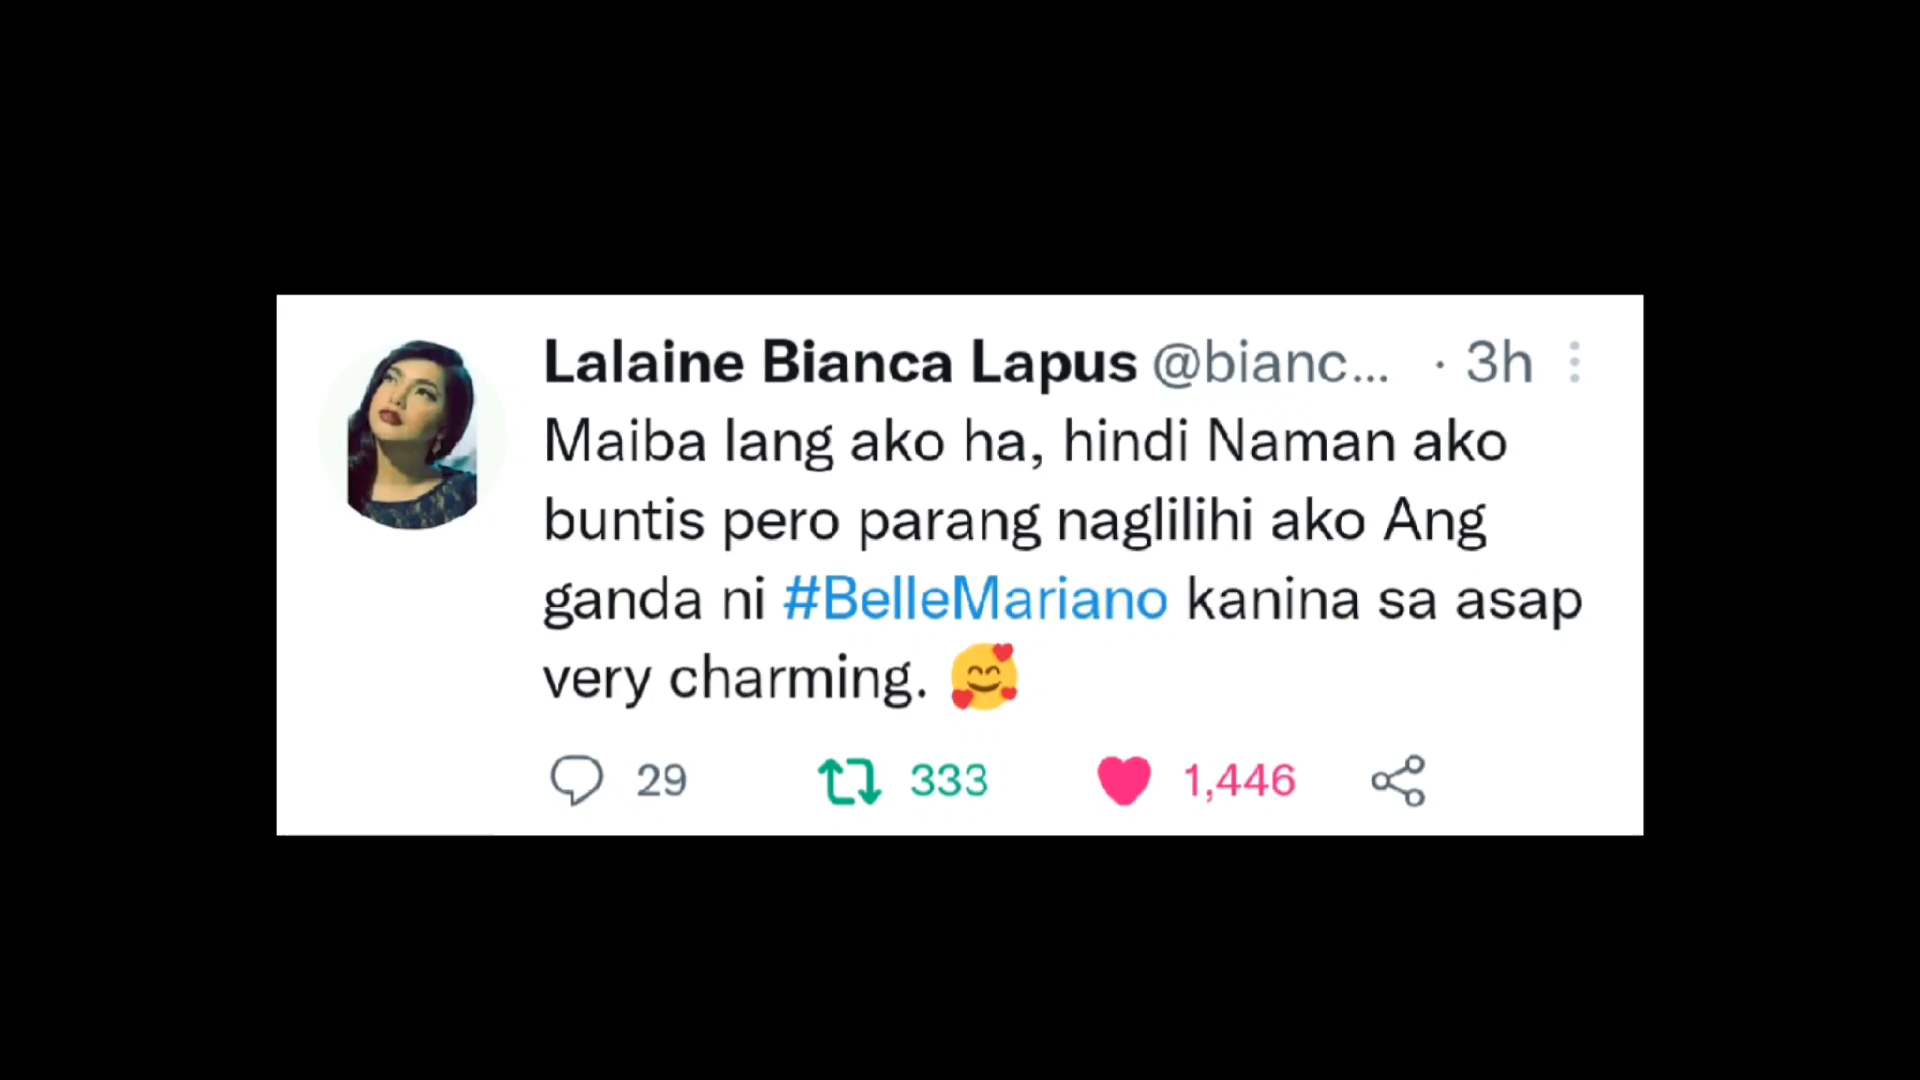 Lalaine Bianca Lapus @bianc... · 3h
Maiba lang ako ha, hindi Naman ako
buntis pero parang naglilihi ako Ang
ganda ni #BelleMariano kanina sa asap
very charming. 🥰
29 333 1,446